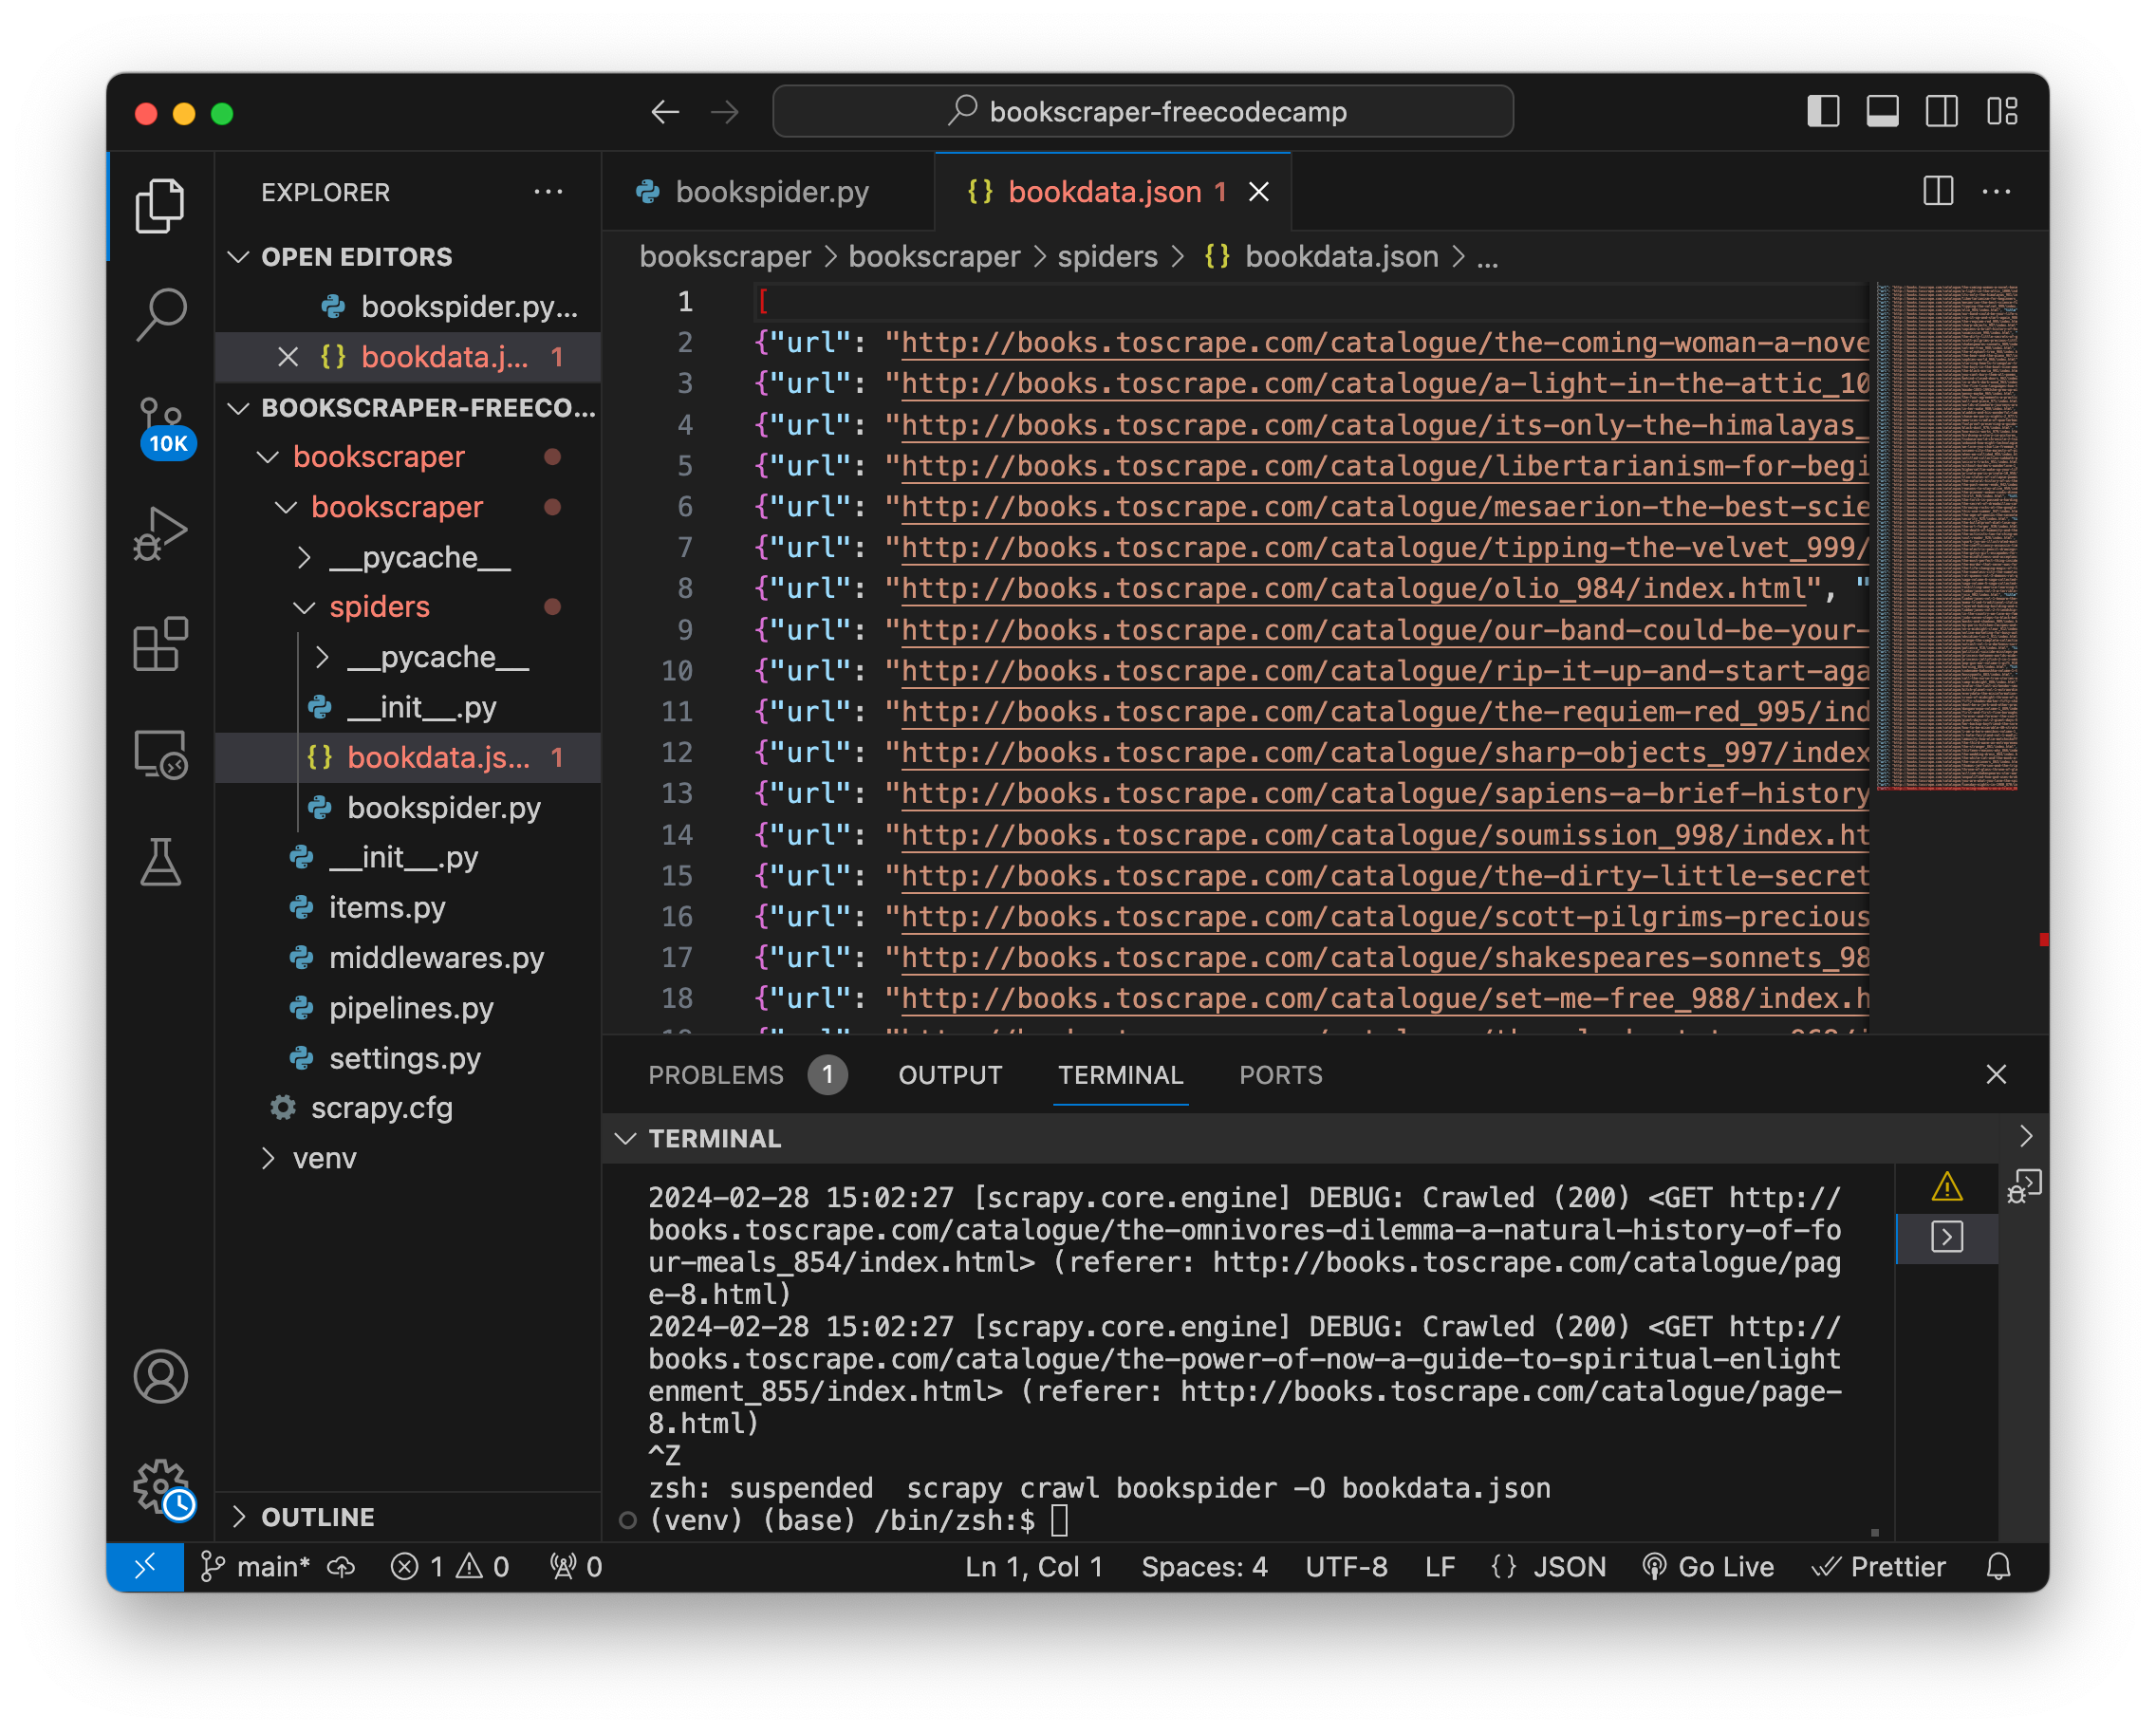 bookscraper-freecodecamp
EXPLORER
OPEN EDITORS
bookspider.py...
bookdata.j... 1
BOOKSCRAPER-FREECO...
10K
bookscraper
bookscraper
__pycache__
spiders
__pycache__
__init__.py
bookdata.js... 1
bookspider.py
__init__.py
items.py
middlewares.py
pipelines.py
settings.py
scrapy.cfg
venv
OUTLINE
bookspider.py
{} bookdata.json 1
bookscraper > bookscraper > spiders > {} bookdata.json > ...
1 [
2 {"url": "http://books.toscrape.com/catalogue/the-coming-woman-a-nove
3 {"url": "http://books.toscrape.com/catalogue/a-light-in-the-attic_10
4 {"url": "http://books.toscrape.com/catalogue/its-only-the-himalayas_
5 {"url": "http://books.toscrape.com/catalogue/libertarianism-for-begi
6 {"url": "http://books.toscrape.com/catalogue/mesaerion-the-best-scie
7 {"url": "http://books.toscrape.com/catalogue/tipping-the-velvet_999/
8 {"url": "http://books.toscrape.com/catalogue/olio_984/index.html", "
9 {"url": "http://books.toscrape.com/catalogue/our-band-could-be-your-
10 {"url": "http://books.toscrape.com/catalogue/rip-it-up-and-start-aga
11 {"url": "http://books.toscrape.com/catalogue/the-requiem-red_995/ind
12 {"url": "http://books.toscrape.com/catalogue/sharp-objects_997/index
13 {"url": "http://books.toscrape.com/catalogue/sapiens-a-brief-history
14 {"url": "http://books.toscrape.com/catalogue/soumission_998/index.ht
15 {"url": "http://books.toscrape.com/catalogue/the-dirty-little-secret
16 {"url": "http://books.toscrape.com/catalogue/scott-pilgrims-precious
17 {"url": "http://books.toscrape.com/catalogue/shakespeares-sonnets_98
18 {"url": "http://books.toscrape.com/catalogue/set-me-free_988/index.h
PROBLEMS 1 OUTPUT TERMINAL PORTS
TERMINAL
2024-02-28 15:02:27 [scrapy.core.engine] DEBUG: Crawled (200) <GET http://
books.toscrape.com/catalogue/the-omnivores-dilemma-a-natural-history-of-fo
ur-meals_854/index.html> (referer: http://books.toscrape.com/catalogue/pag
e-8.html)
2024-02-28 15:02:27 [scrapy.core.engine] DEBUG: Crawled (200) <GET http://
books.toscrape.com/catalogue/the-power-of-now-a-guide-to-spiritual-enlight
enment_855/index.html> (referer: http://books.toscrape.com/catalogue/page-
8.html)
^Z
zsh: suspended  scrapy crawl bookspider -O bookdata.json
(venv) (base) /bin/zsh:$
main* 1 0 0 Ln 1, Col 1 Spaces: 4 UTF-8 LF {} JSON Go Live Prettier